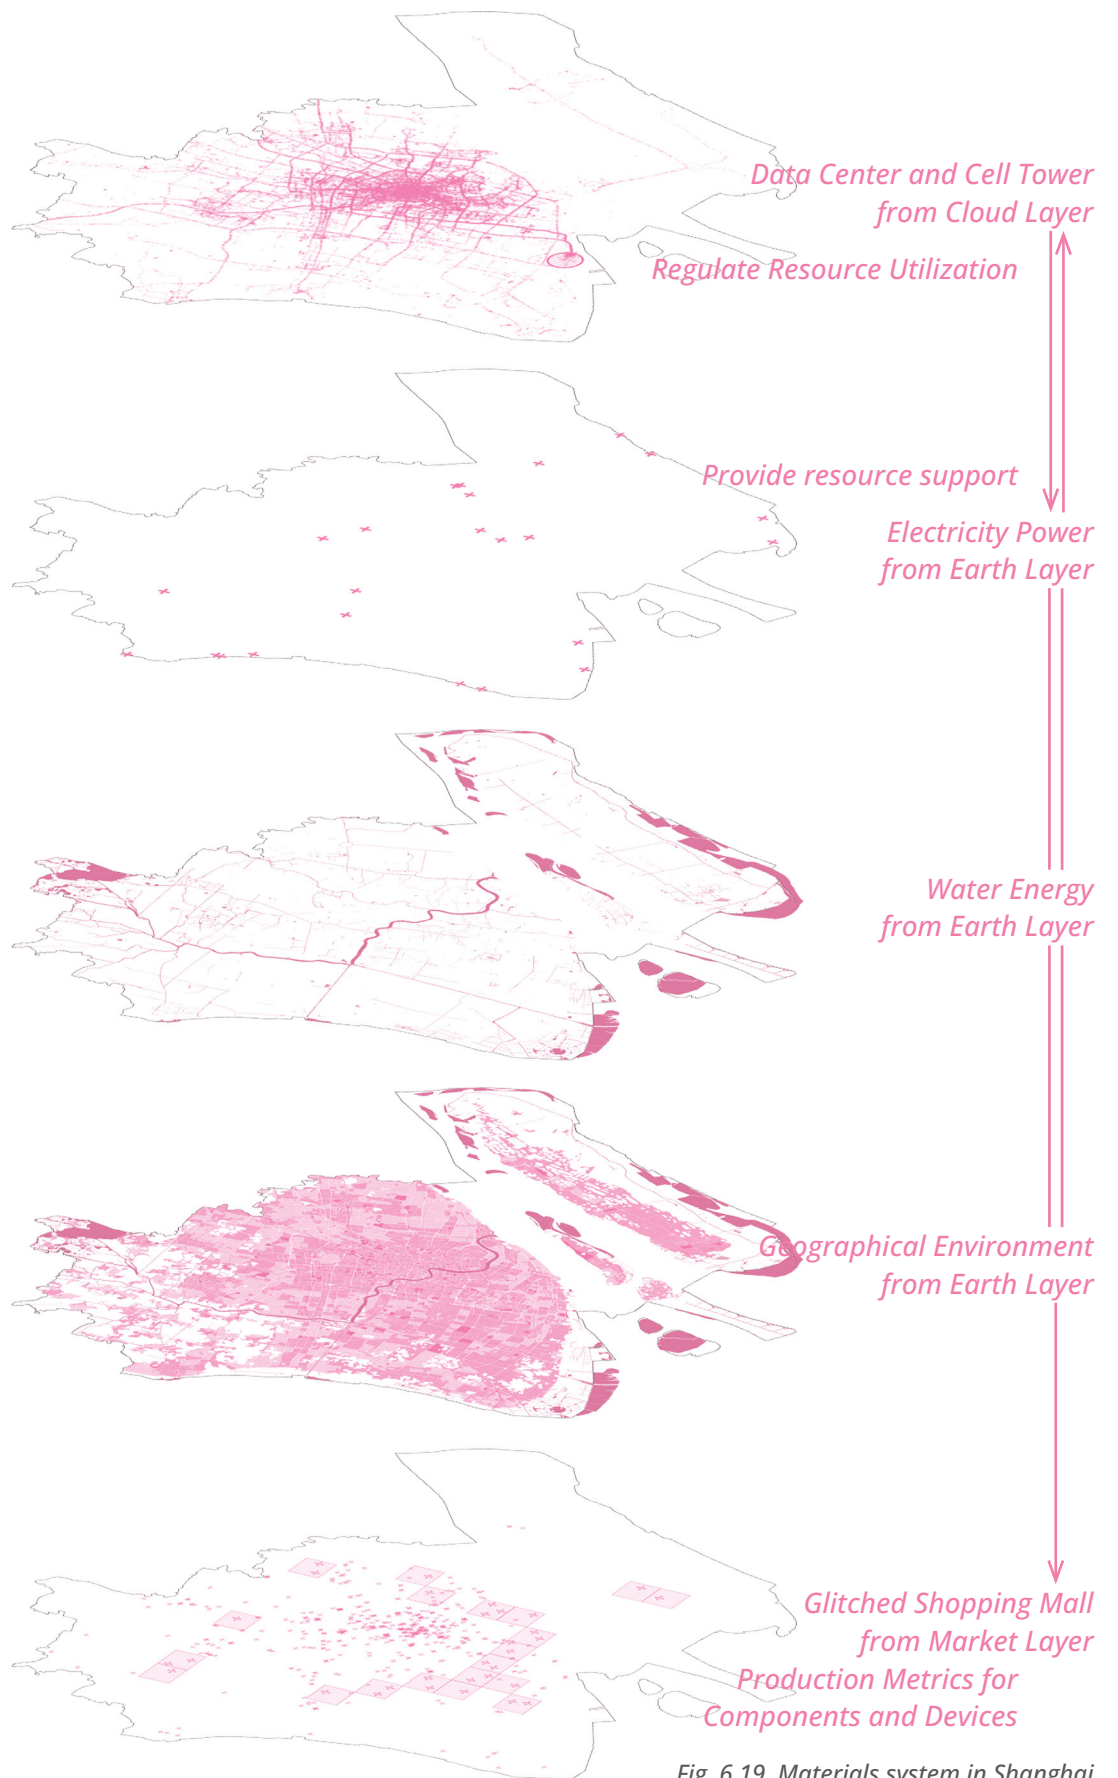 Data Center and Cell Tower
from Cloud Layer
Regulate Resource Utilization
Provide resource support
Electricity Power
from Earth Layer
Water Energy
from Earth Layer
Geographical Environment
from Earth Layer
Glitched Shopping Mall
from Market Layer
Production Metrics for
Components and Devices
Fig. 6.19 Materials system in Shanghai